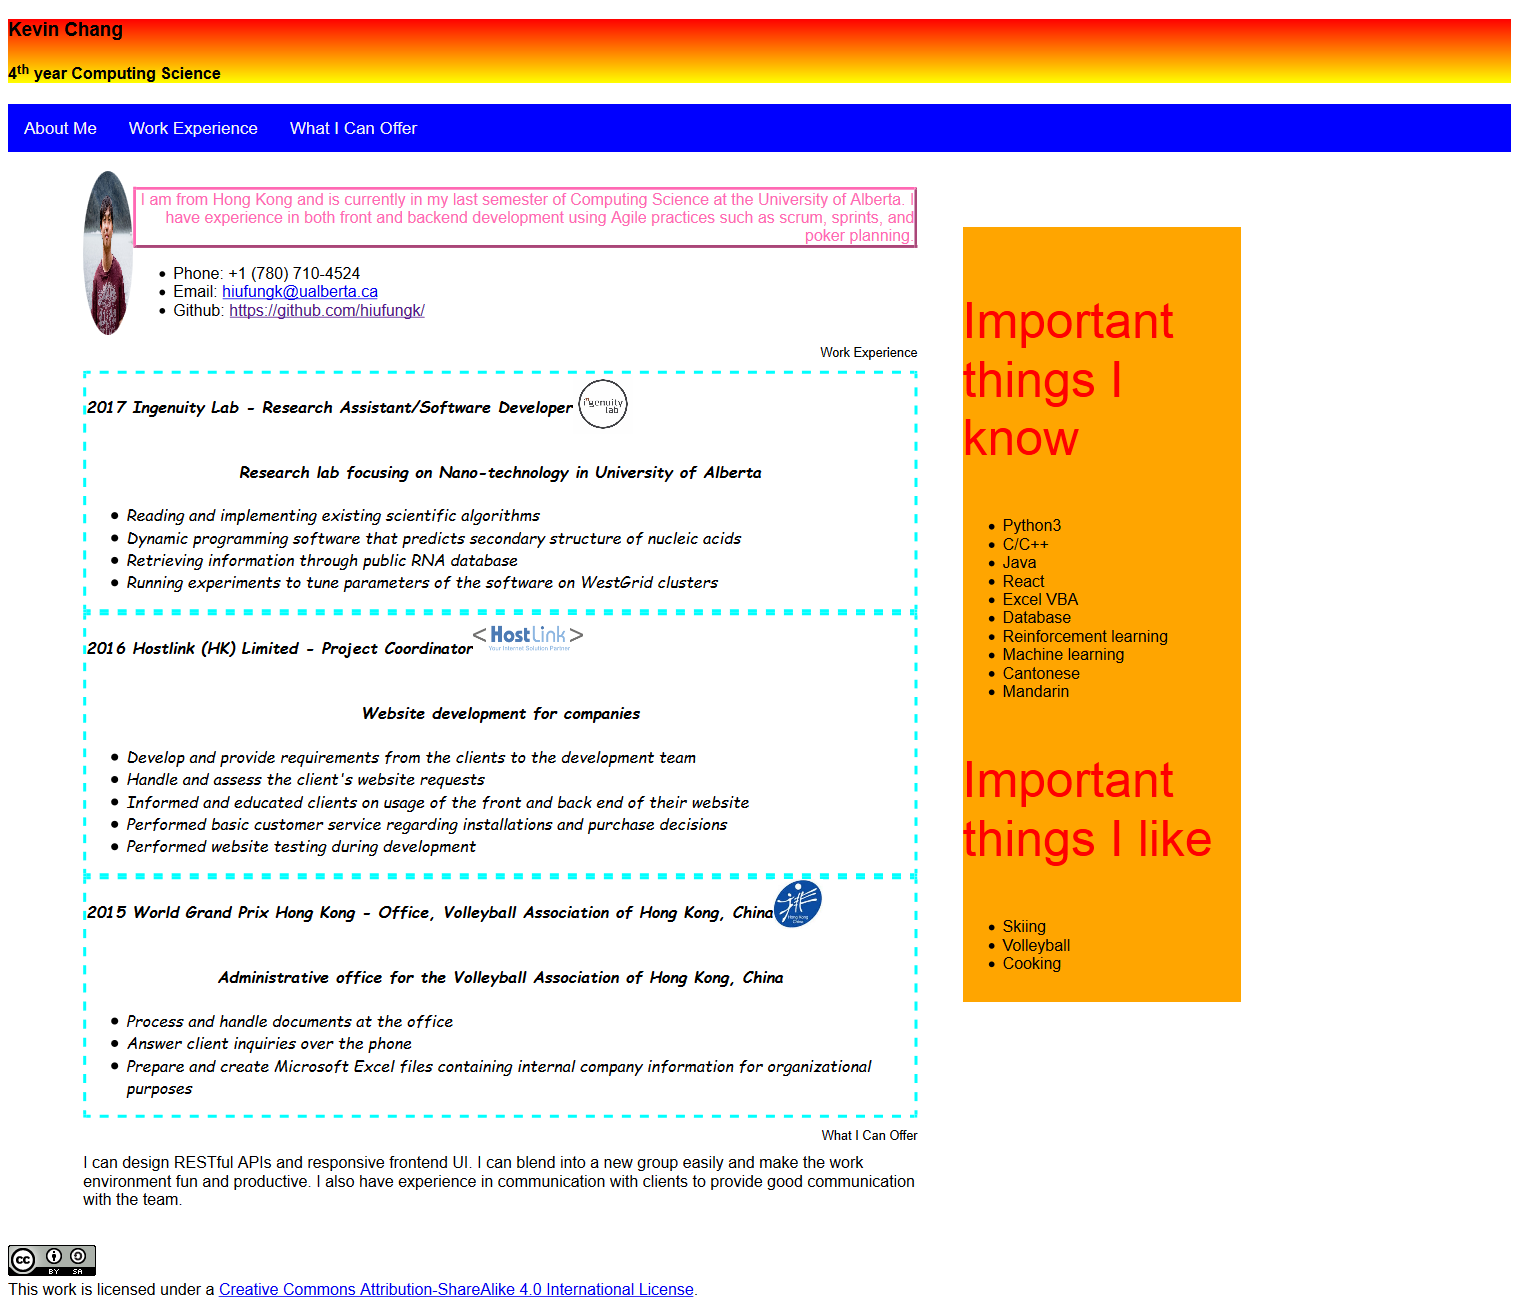 Kevin Chang
4th year Computing Science
About Me
Work Experience
What I Can Offer
I am from Hong Kong and is currently in my last semester of Computing Science at the University of Alberta. I
have experience in both front and backend development using Agile practices such as scrum, sprints, and
poker planning.
Phone: +1 (780) 710-4524
Email: hiufungk@ualberta.ca
Github: https://github.com/hiufungk/
Work Experience
2017 Ingenuity Lab - Research Assistant/Software Developer
ingenuity
lab
Research lab focusing on Nano-technology in University of Alberta
Reading and implementing existing scientific algorithms
Dynamic programming software that predicts secondary structure of nucleic acids
Retrieving information through public RNA database
Running experiments to tune parameters of the software on WestGrid clusters
2016 Hostlink (HK) Limited - Project Coordinator
<HostLink>
Your Internet Solution Partner
Website development for companies
Develop and provide requirements from the clients to the development team
Handle and assess the client's website requests
Informed and educated clients on usage of the front and back end of their website
Performed basic customer service regarding installations and purchase decisions
Performed website testing during development
2015 World Grand Prix Hong Kong - Office, Volleyball Association of Hong Kong, China
Hong Kong
China
Administrative office for the Volleyball Association of Hong Kong, China
Process and handle documents at the office
Answer client inquiries over the phone
Prepare and create Microsoft Excel files containing internal company information for organizational
purposes
What I Can Offer
I can design RESTful APIs and responsive frontend UI. I can blend into a new group easily and make the work
environment fun and productive. I also have experience in communication with clients to provide good communication
with the team.
Important
things I
know
Python3
C/C++
Java
React
Excel VBA
Database
Reinforcement learning
Machine learning
Cantonese
Mandarin
Important
things I like
Skiing
Volleyball
Cooking
cc
BY SA
This work is licensed under a Creative Commons Attribution-ShareAlike 4.0 International License.